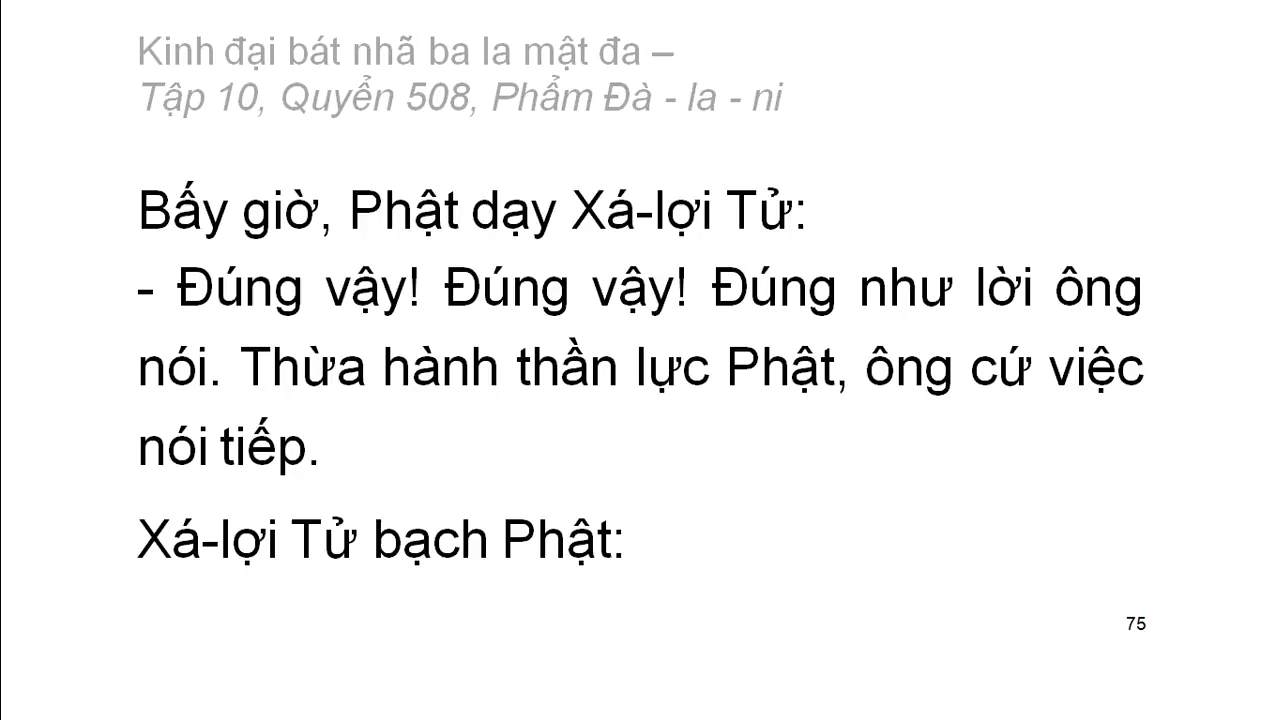 Kinh đại bát nhã ba la mật đa –
Tập 10, Quyển 508, Phẩm Đà - la - ni
Bấy giờ, Phật dạy Xá-lợi Tử:
- Đúng vậy! Đúng vậy! Đúng như lời ông
nói. Thừa hành thần lực Phật, ông cứ việc
nói tiếp.
Xá-lợi Tử bạch Phật:
75